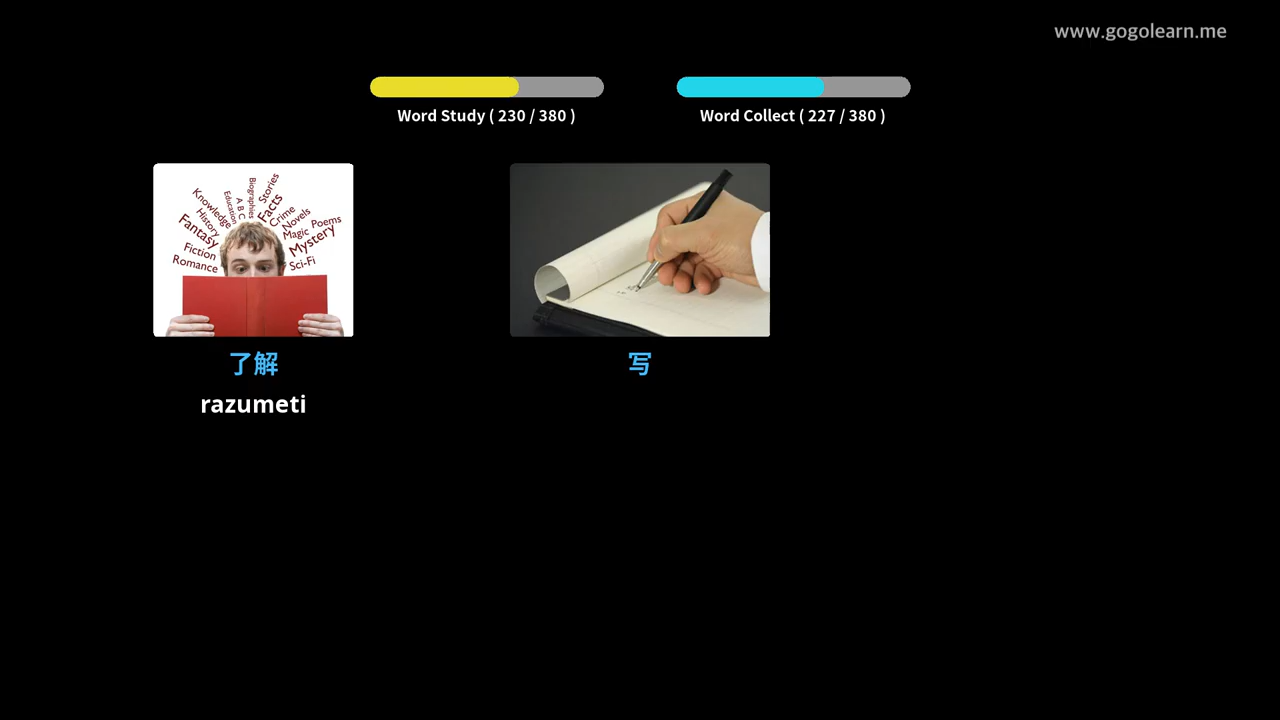 www.gogolearn.me
Word Study ( 230 / 380 )
Word Collect ( 227 / 380 )
Knowledge
History
Fantasy
Fiction
Romance
Education
A B C
Biographies
Stories
Facts
Crime
Novels
Magic
Poems
Mystery
Sci-Fi
了解
写
razumeti